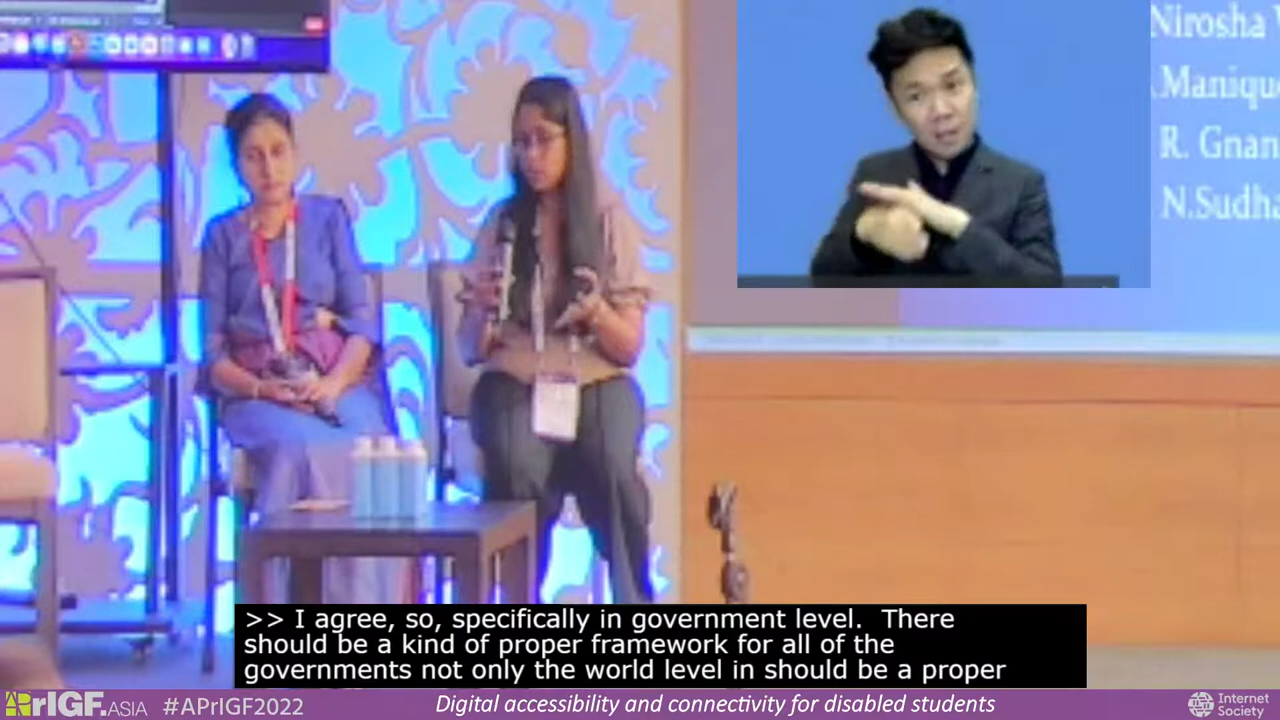 Nirosha
Maniqu
R. Gnan
N.Sudha
>> I agree, so, specifically in government level.  There
should be a kind of proper framework for all of the
governments not only the world level in should be a proper
APrIGF.ASIA #APrIGF2022
Digital accessibility and connectivity for disabled students
Internet
Society